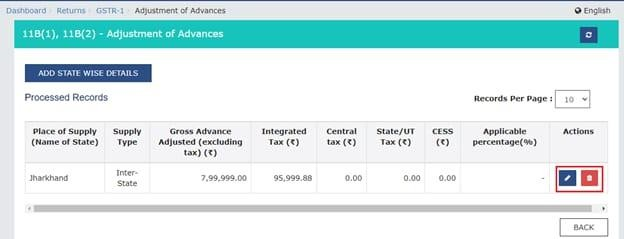 Dashboard › Returns › GSTR-1 › Adjustment of Advances English
11B(1), 11B(2) - Adjustment of Advances
ADD STATE WISE DETAILS
Processed Records
Records Per Page : 10
Place of Supply (Name of State) Supply Type Gross Advance Adjusted (excluding tax) (₹) Integrated Tax (₹) Central tax (₹) State/UT Tax (₹) CESS (₹) Applicable percentage(%) Actions
Jharkhand Inter-State 7,99,999.00 95,999.88 0.00 0.00 0.00 -
BACK